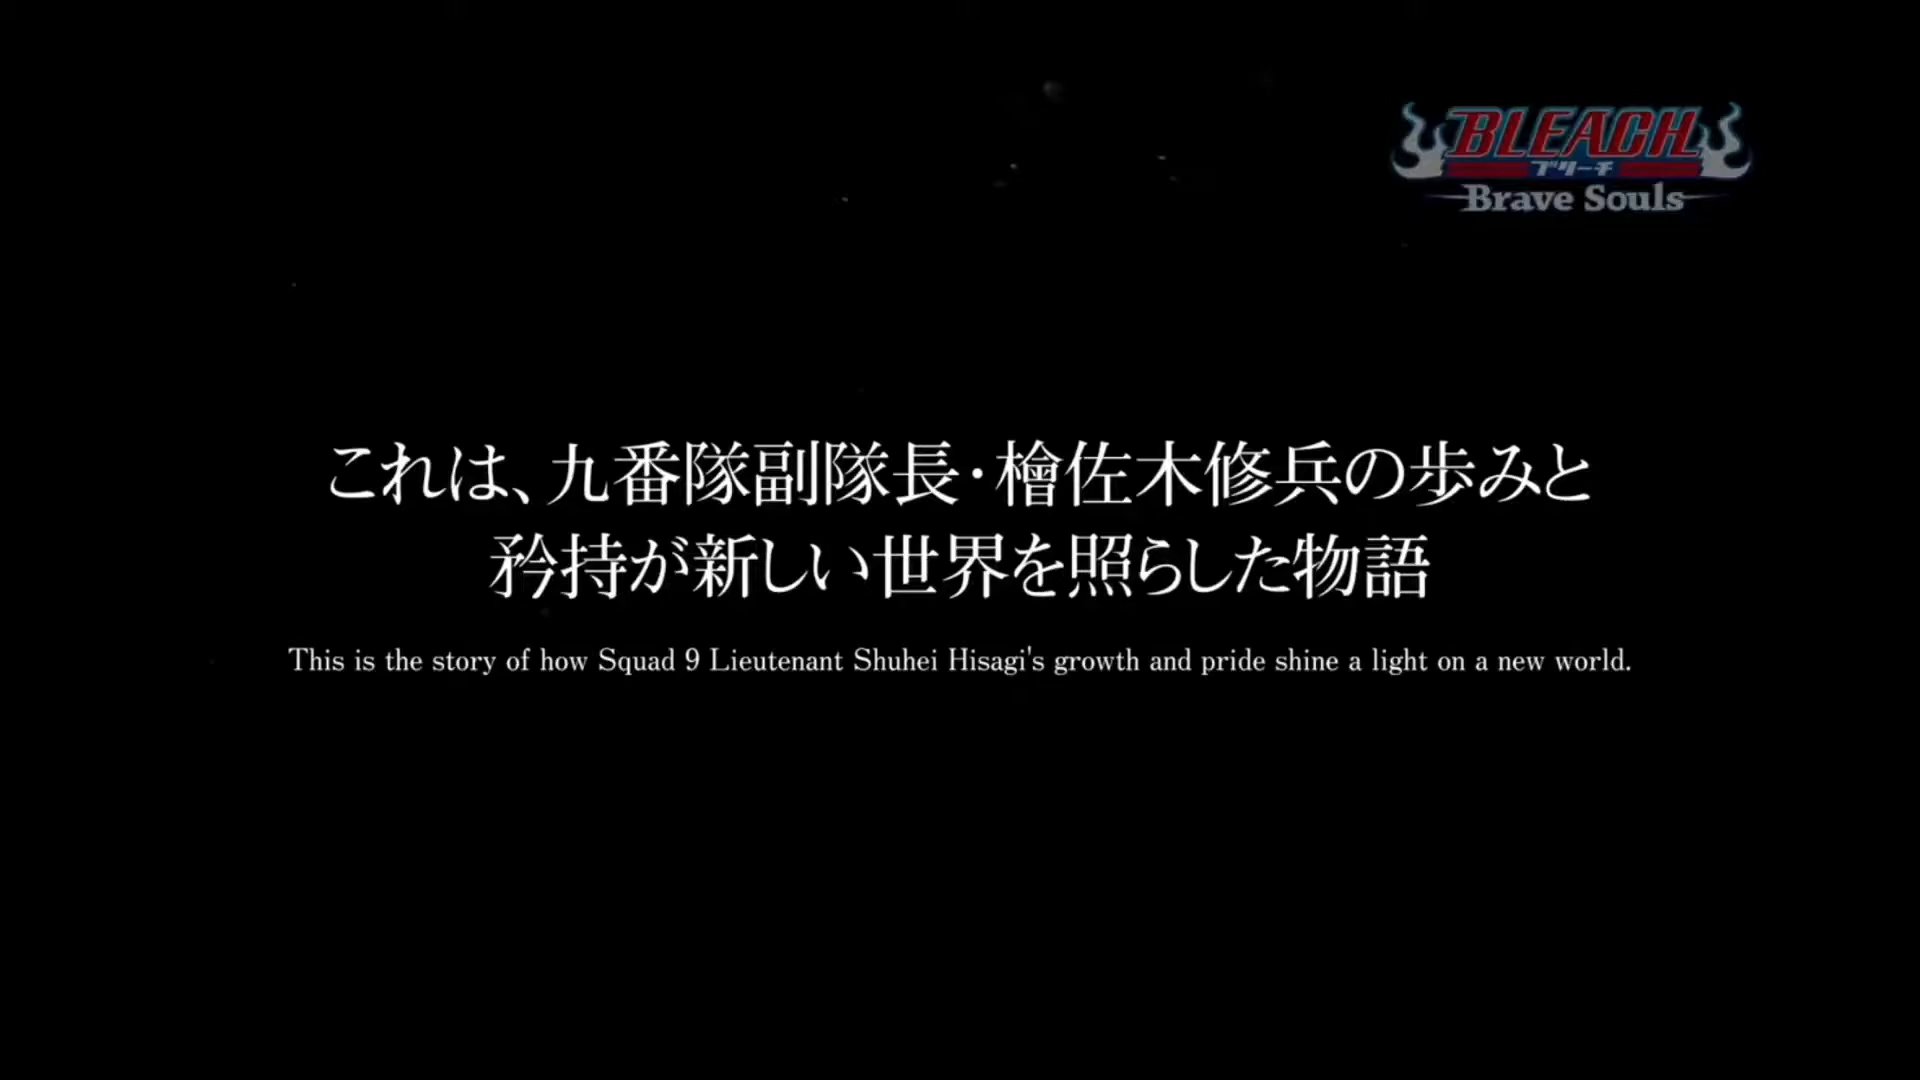 BLEACH
ブリーチ
Brave Souls
これは、九番隊副隊長・檜佐木修兵の歩みと
矜持が新しい世界を照らした物語
This is the story of how Squad 9 Lieutenant Shuhei Hisagi's growth and pride shine a light on a new world.